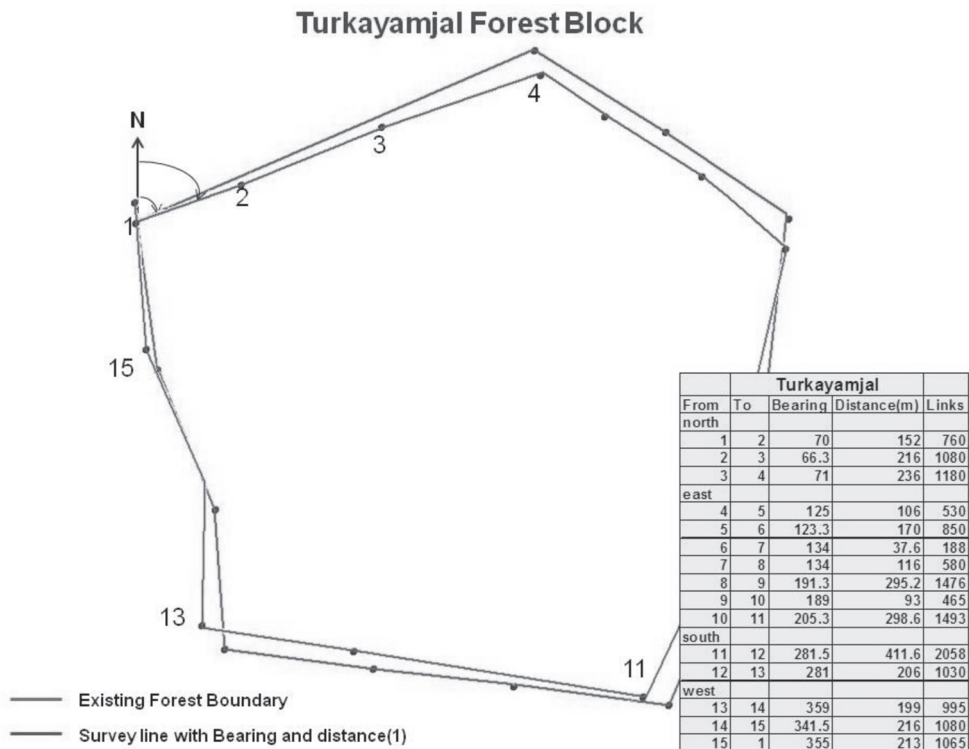 Turkayamjal Forest Block
N
1
2
3
4
15
13
11
Existing Forest Boundary
Survey line with Bearing and distance(1)
Turkayamjal
From To Bearing Distance(m) Links
north
1 2 70 152 760
2 3 66.3 216 1080
3 4 71 236 1180
east
4 5 125 106 530
5 6 123.3 170 850
6 7 134 37.6 188
7 8 134 116 580
8 9 191.3 295.2 1476
9 10 189 93 465
10 11 205.3 298.6 1493
south
11 12 281.5 411.6 2058
12 13 281 206 1030
west
13 14 359 199 995
14 15 341.5 216 1080
15 1 355 213 1065